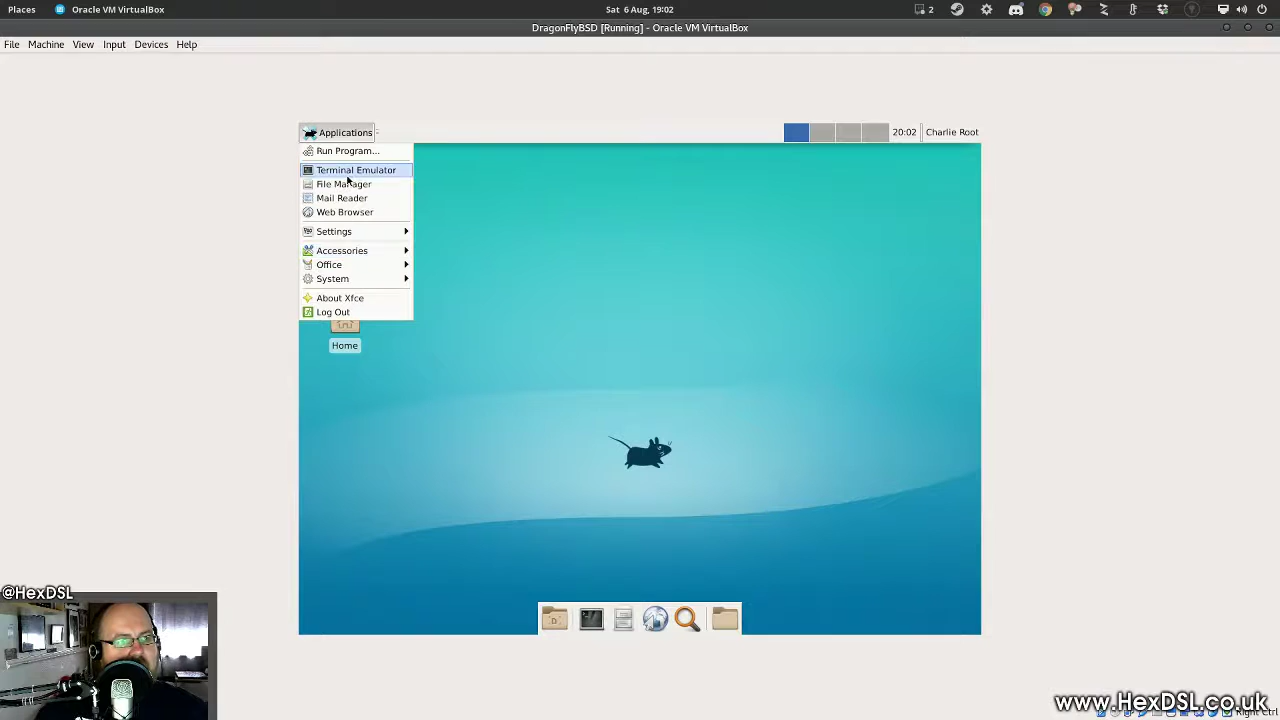 Places Oracle VM VirtualBox Sat 6 Aug, 19:02 2
DragonFlyBSD [Running] - Oracle VM VirtualBox
File Machine View Input Devices Help
Applications 20:02 Charlie Root
Run Program...
Terminal Emulator
File Manager
Mail Reader
Web Browser
Settings
Accessories
Office
System
About Xfce
Log Out
Home
@HexDSL
www.HexDSL.co.uk
Right Ctrl